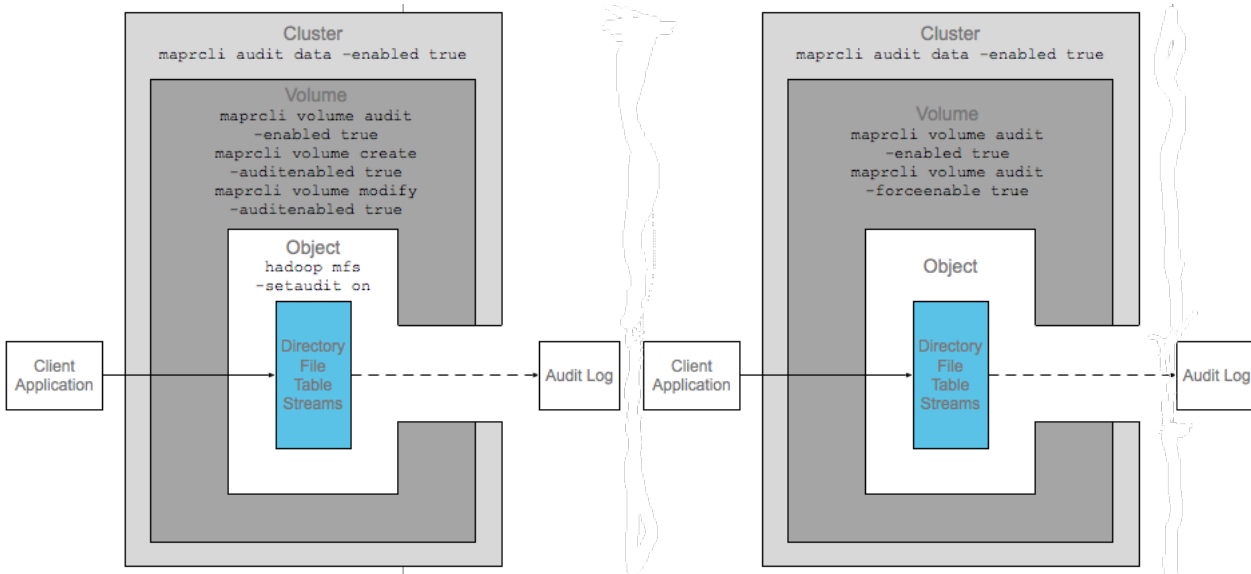 Cluster
maprcli audit data -enabled true
Volume
maprcli volume audit
-enabled true
maprcli volume create
-auditenabled true
maprcli volume modify
-auditenabled true
Object
hadoop mfs
-setaudit on
Directory
File
Table
Streams
Client
Application
Audit Log
Cluster
maprcli audit data -enabled true
Volume
maprcli volume audit
-enabled true
maprcli volume audit
-forceenable true
Object
Directory
File
Table
Streams
Client
Application
Audit Log